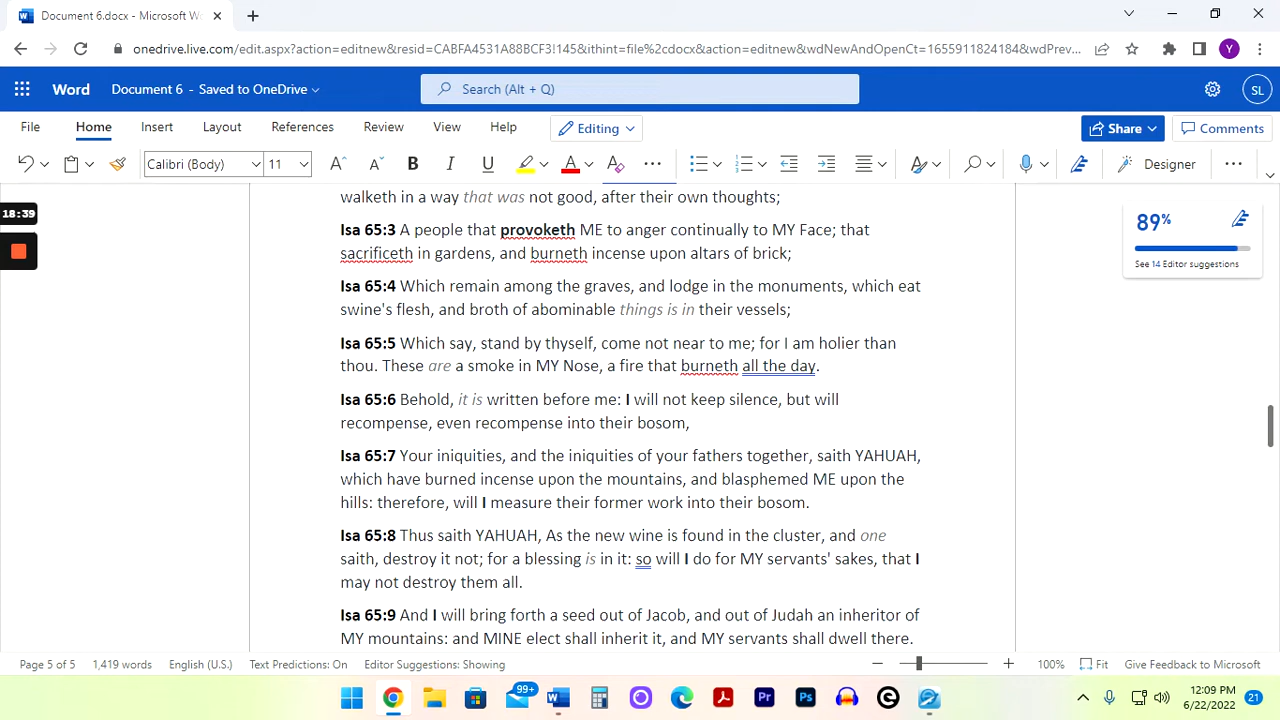 Document 6.docx - Microsoft Wo
onedrive.live.com/edit.aspx?action=editnew&resid=CABFA4531A88BCF3!145&ithint=file%2cdocx&action=editnew&wdNewAndOpenCt=1655911824184&wdPrev...
Y
Word Document 6 - Saved to OneDrive Search (Alt + Q) SL
File Home Insert Layout References Review View Help Editing Share Comments
Calibri (Body) 11 A A B I U A A Designer
walketh in a way that was not good, after their own thoughts;
18:39
89%
See 14 Editor suggestions
Isa 65:3 A people that provoketh ME to anger continually to MY Face; that
sacrificeth in gardens, and burneth incense upon altars of brick;
Isa 65:4 Which remain among the graves, and lodge in the monuments, which eat
swine's flesh, and broth of abominable things is in their vessels;
Isa 65:5 Which say, stand by thyself, come not near to me; for I am holier than
thou. These are a smoke in MY Nose, a fire that burneth all the day.
Isa 65:6 Behold, it is written before me: I will not keep silence, but will
recompense, even recompense into their bosom,
Isa 65:7 Your iniquities, and the iniquities of your fathers together, saith YAHUAH,
which have burned incense upon the mountains, and blasphemed ME upon the
hills: therefore, will I measure their former work into their bosom.
Isa 65:8 Thus saith YAHUAH, As the new wine is found in the cluster, and one
saith, destroy it not; for a blessing is in it: so will I do for MY servants' sakes, that I
may not destroy them all.
Isa 65:9 And I will bring forth a seed out of Jacob, and out of Judah an inheritor of
MY mountains: and MINE elect shall inherit it, and MY servants shall dwell there.
Page 5 of 5 1,419 words English (U.S.) Text Predictions: On Editor Suggestions: Showing 100% Fit Give Feedback to Microsoft
99+ Pr Ps 12:09 PM
6/22/2022 21